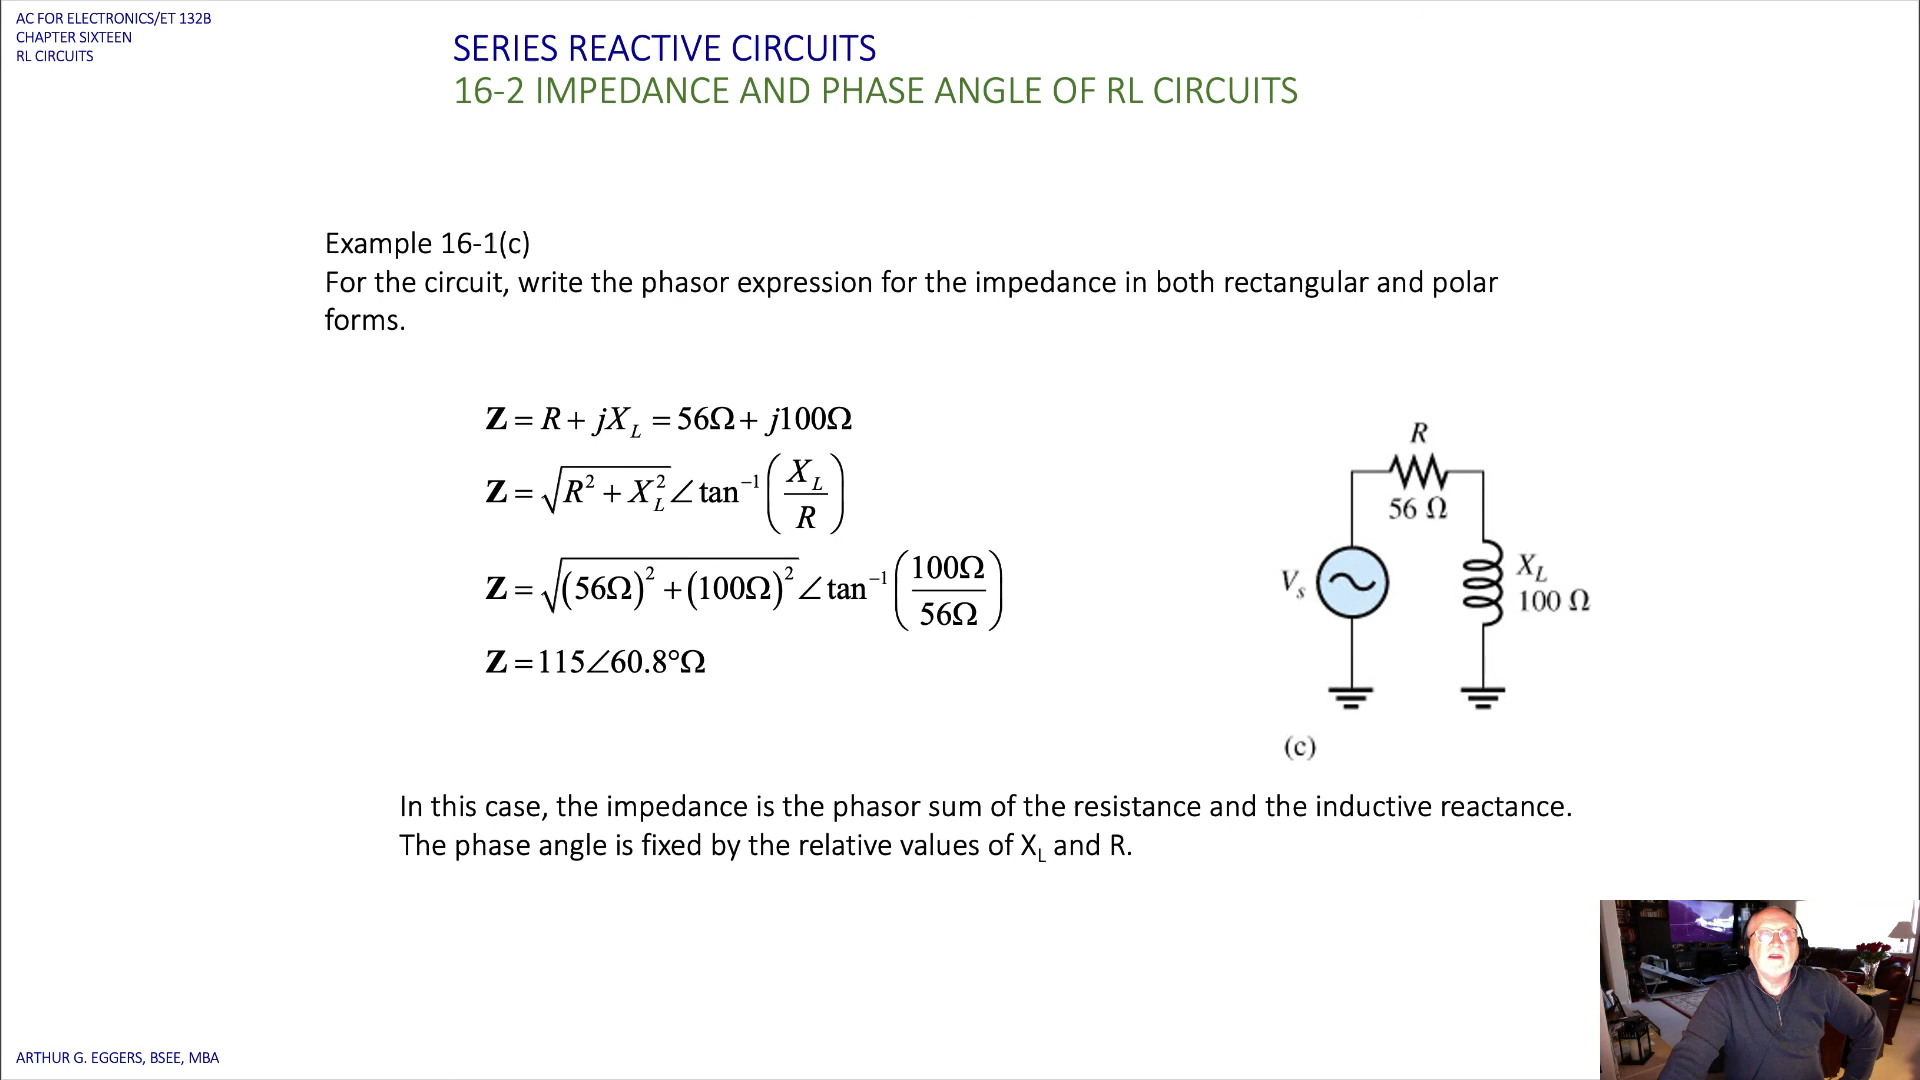 AC FOR ELECTRONICS/ET 132B
CHAPTER SIXTEEN
RL CIRCUITS
SERIES REACTIVE CIRCUITS
16-2 IMPEDANCE AND PHASE ANGLE OF RL CIRCUITS
Example 16-1(c)
For the circuit, write the phasor expression for the impedance in both rectangular and polar
forms.
Z = R + jX_L = 56Ω + j100Ω
Z = √(R² + X_L²) ∠ tan⁻¹ (X_L / R)
Z = √((56Ω)² + (100Ω)²) ∠ tan⁻¹ (100Ω / 56Ω)
Z = 115∠60.8°Ω
R
56 Ω
V_s
X_L
100 Ω
(c)
In this case, the impedance is the phasor sum of the resistance and the inductive reactance.
The phase angle is fixed by the relative values of X_L and R.
ARTHUR G. EGGERS, BSEE, MBA